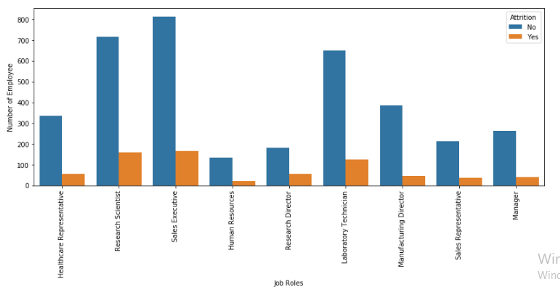 Attrition
No
Yes
Number of Employee
800
700
600
500
400
300
200
100
0
Healthcare Representative
Research Scientist
Sales Executive
Human Resources
Research Director
Laboratory Technician
Manufacturing Director
Sales Representative
Manager
Job Roles
Win
Wind